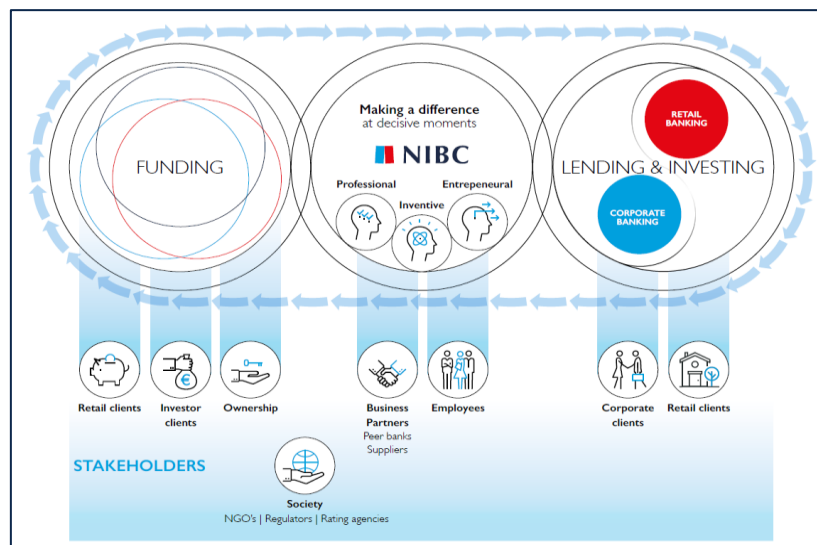 Making a difference
at decisive moments
NIBC
Professional
Inventive
Entrepeneural
FUNDING
LENDING & INVESTING
RETAIL
BANKING
CORPORATE
BANKING
€
Retail clients
Investor
clients
Ownership
Business
Partners
Peer banks
Suppliers
Employees
Corporate
clients
Retail clients
STAKEHOLDERS
Society
NGO's | Regulators | Rating agencies